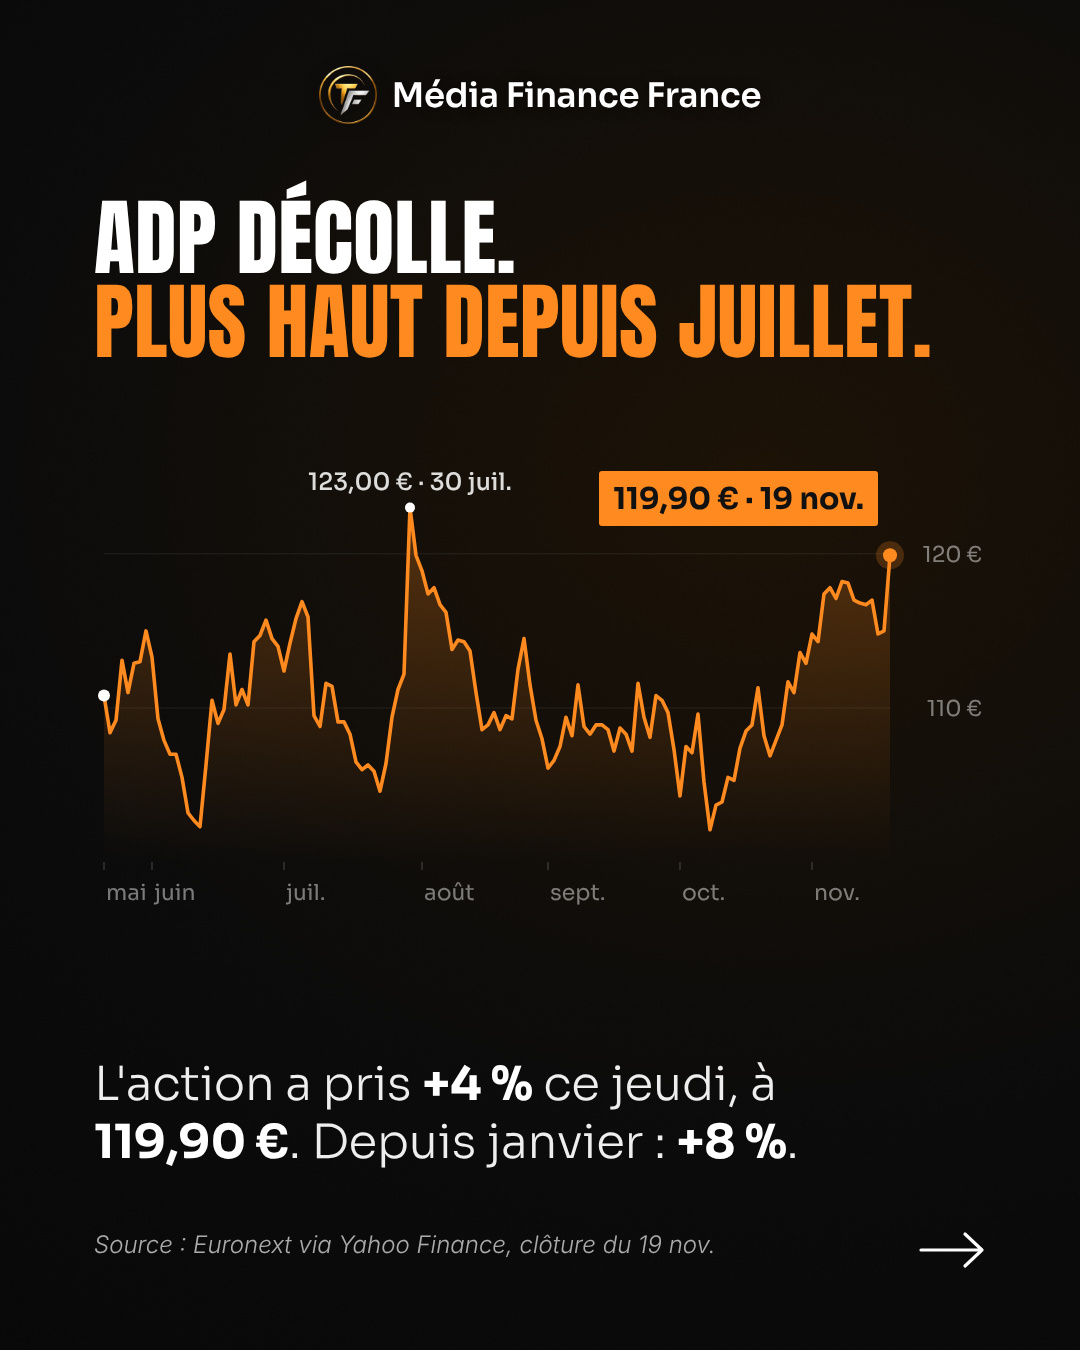 TF Média Finance France
ADP DÉCOLLE.
PLUS HAUT DEPUIS JUILLET.
123,00 € · 30 juil.
119,90 € · 19 nov.
120 €
110 €
mai juin juil. août sept. oct. nov.
L'action a pris +4 % ce jeudi, à
119,90 €. Depuis janvier : +8 %.
Source : Euronext via Yahoo Finance, clôture du 19 nov.